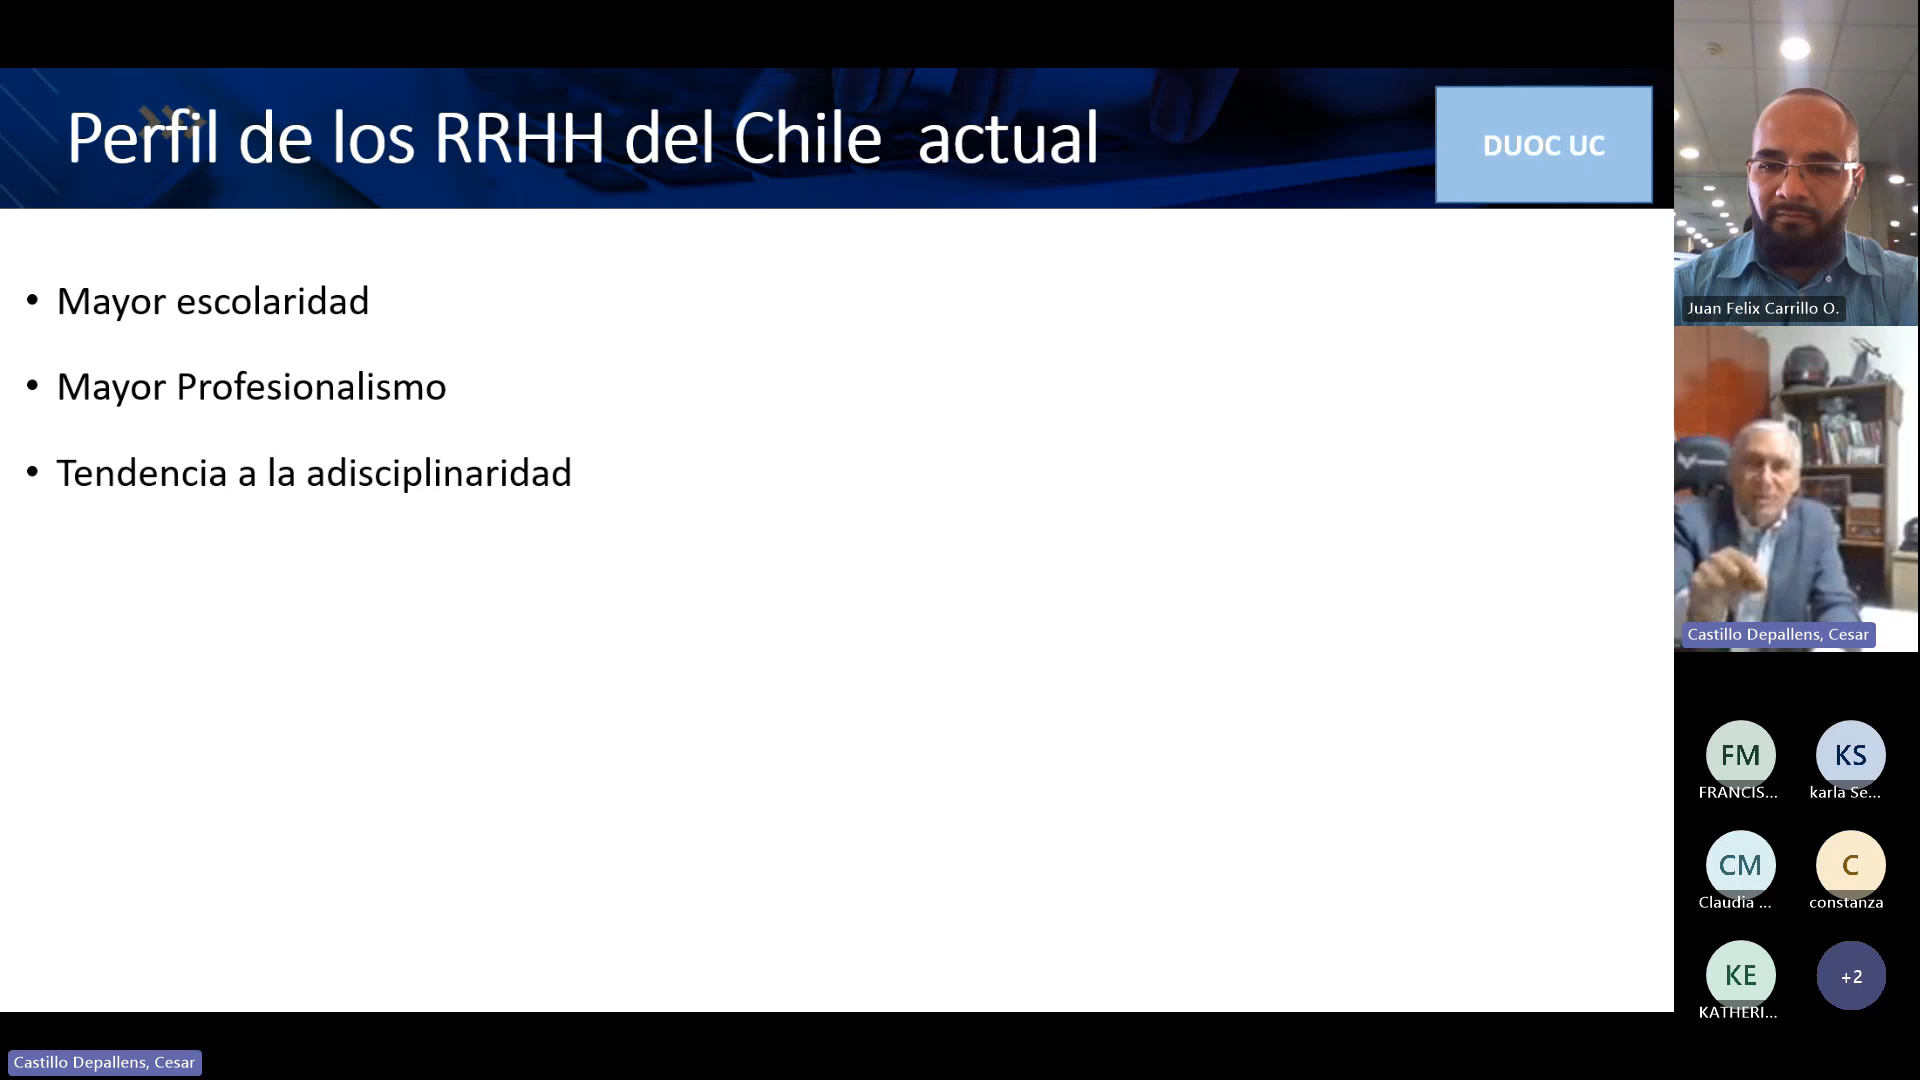 Perfil de los RRHH del Chile actual
DUOC UC
• Mayor escolaridad
• Mayor Profesionalismo
• Tendencia a la adisciplinaridad
Juan Felix Carrillo O.
Castillo Depallens, Cesar
FM
FRANCIS...
KS
karla Se...
CM
Claudia ...
C
constanza
KE
KATHERI...
+2
Castillo Depallens, Cesar